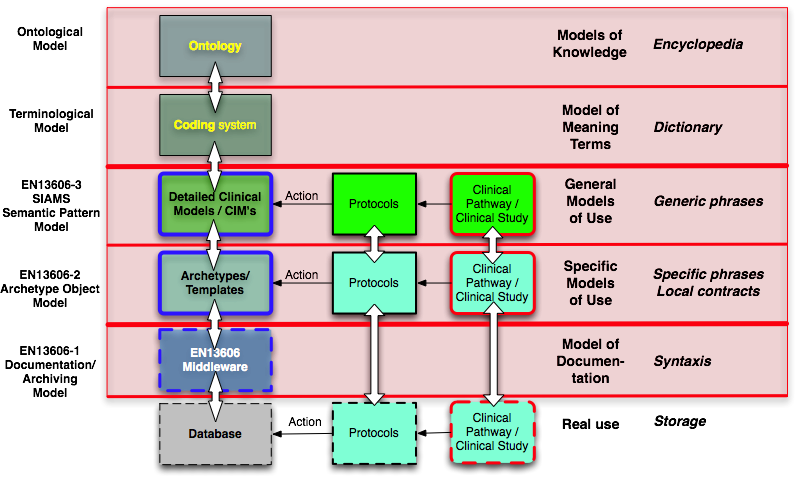 Ontological
Model
Ontology
Models of
Knowledge
Encyclopedia
Terminological
Model
Coding system
Model of
Meaning
Terms
Dictionary
EN13606-3
SIAMS
Semantic Pattern
Model
Detailed Clinical
Models / CIM's
Action
Protocols
Clinical
Pathway /
Clinical Study
General
Models
of Use
Generic phrases
EN13606-2
Archetype Object
Model
Archetypes/
Templates
Action
Protocols
Clinical
Pathway /
Clinical Study
Specific
Models
of Use
Specific phrases
Local contracts
EN13606-1
Documentation/
Archiving
Model
EN13606
Middleware
Model of
Documen-
tation
Syntaxis
Database
Action
Protocols
Clinical
Pathway /
Clinical Study
Real use
Storage